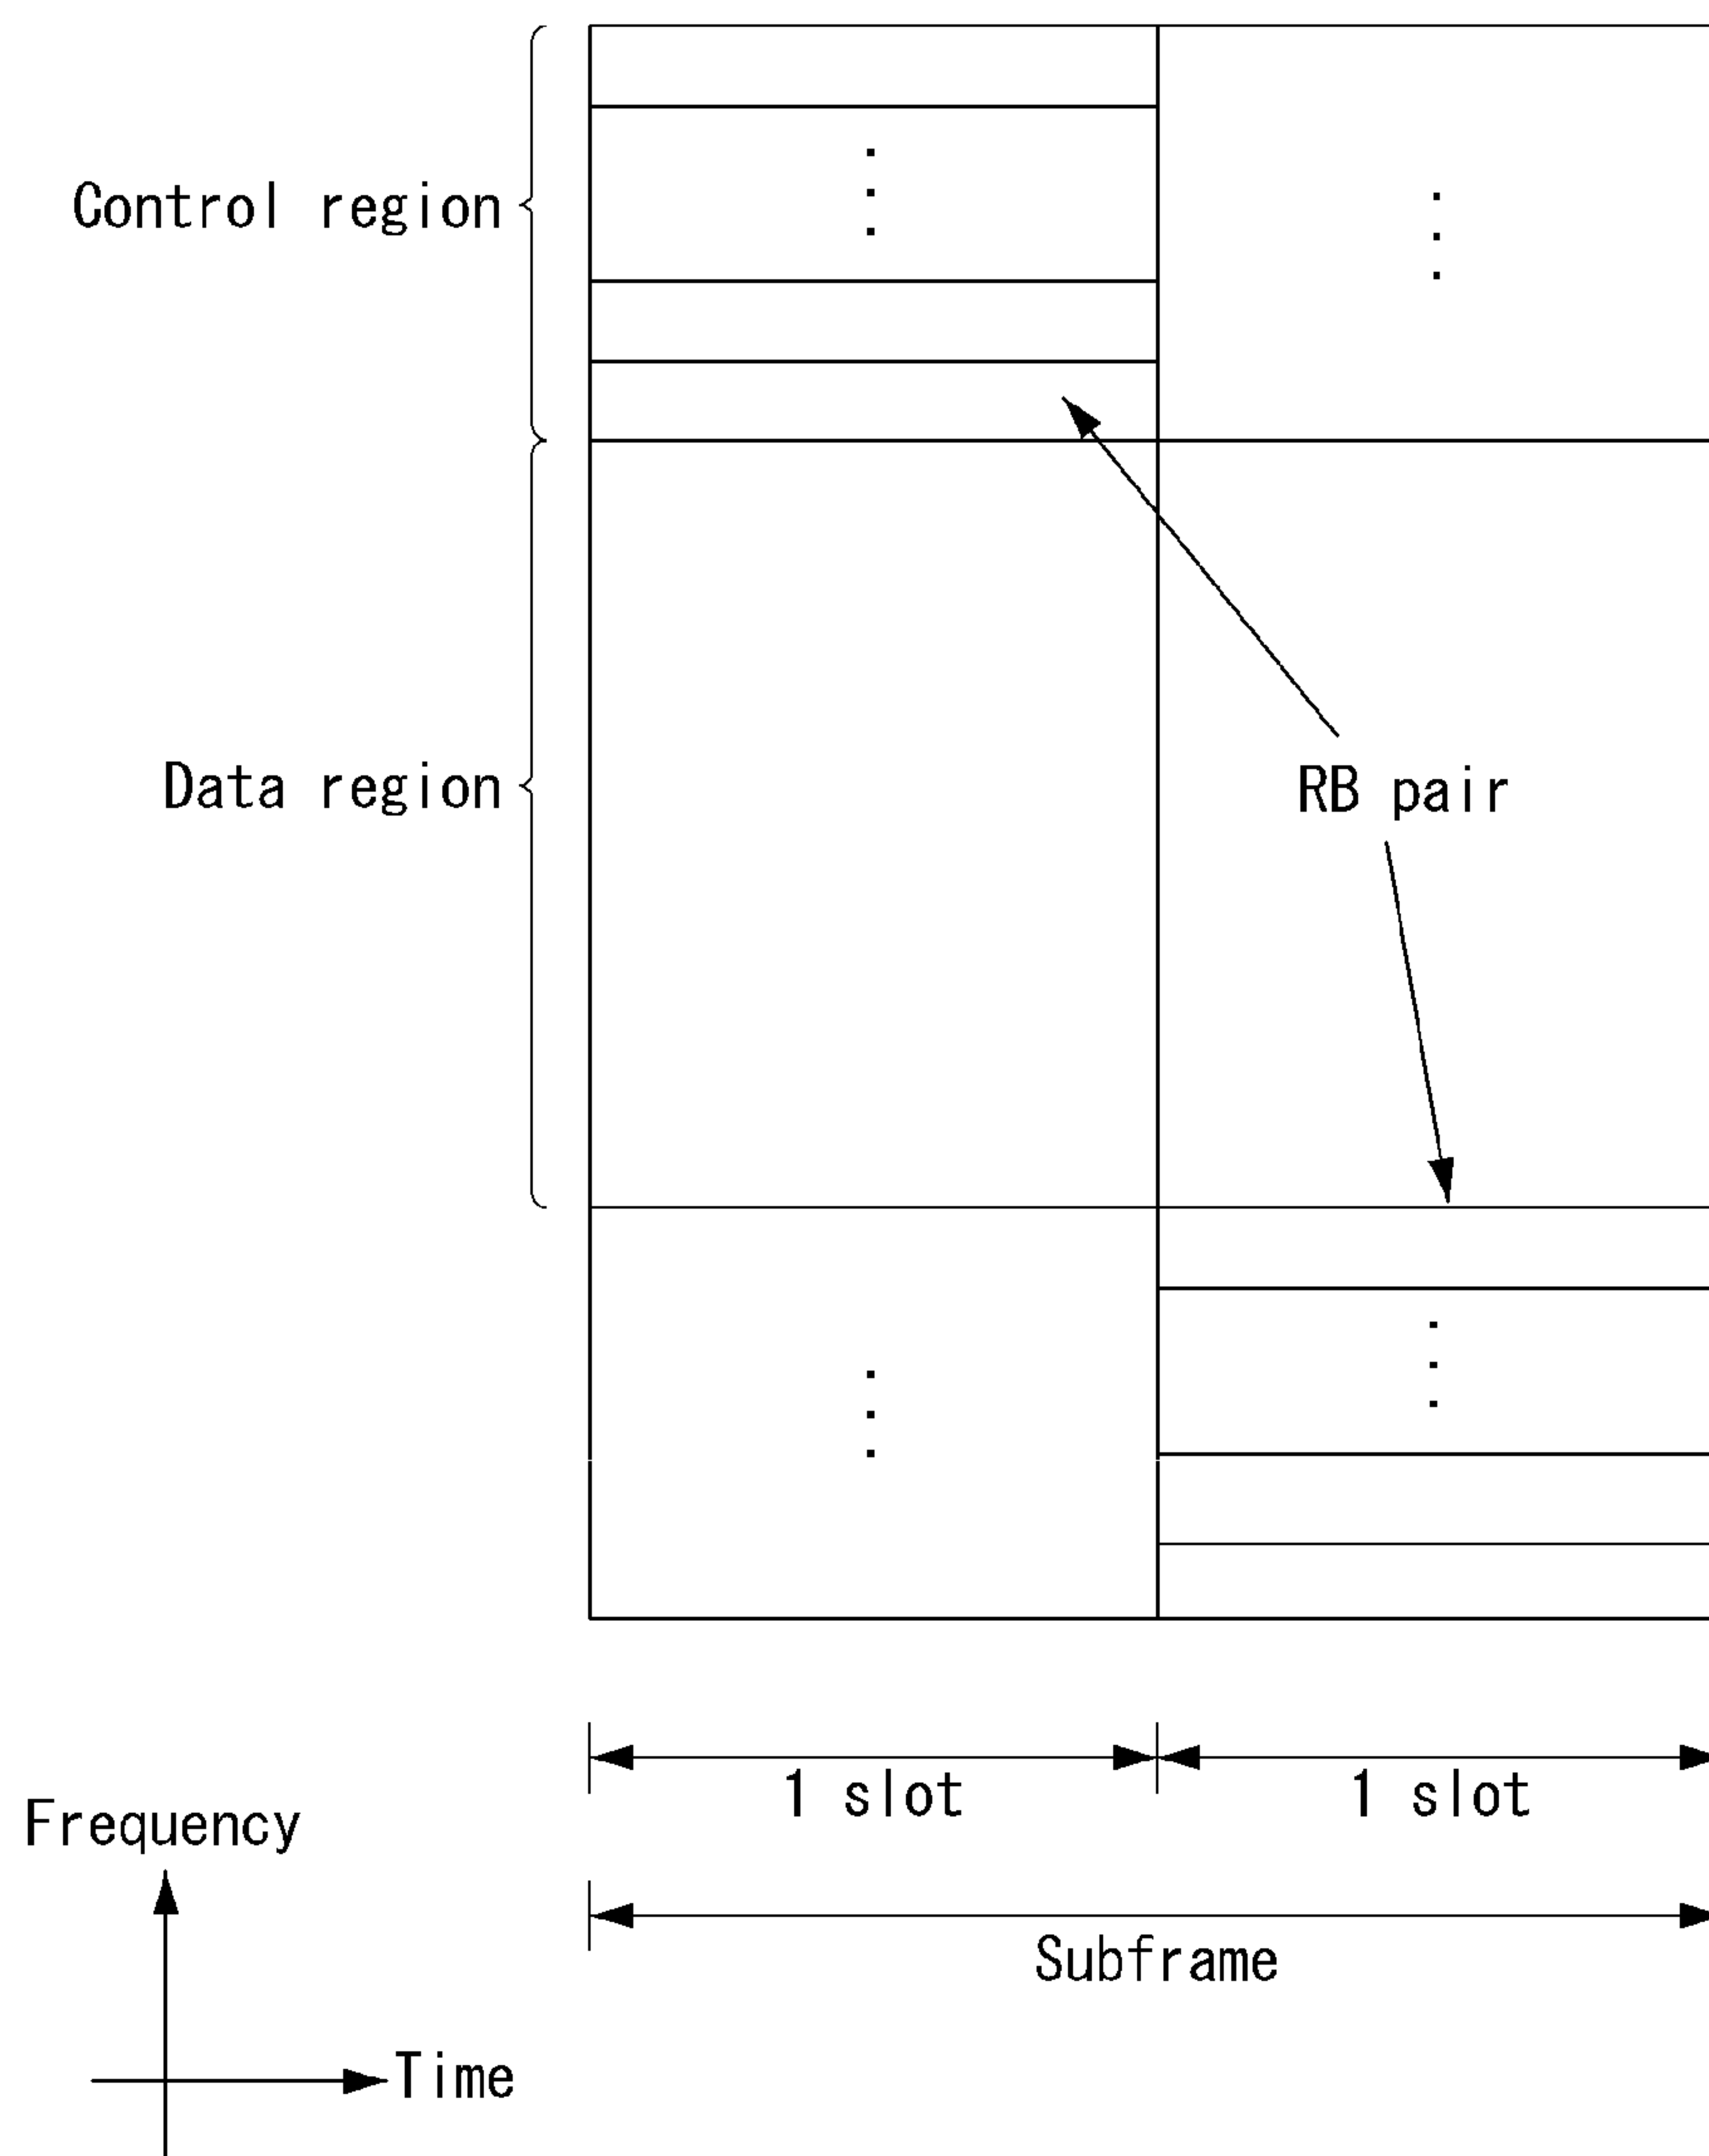 Control region
Data region
RB pair
1 slot
1 slot
Frequency
Subframe
Time